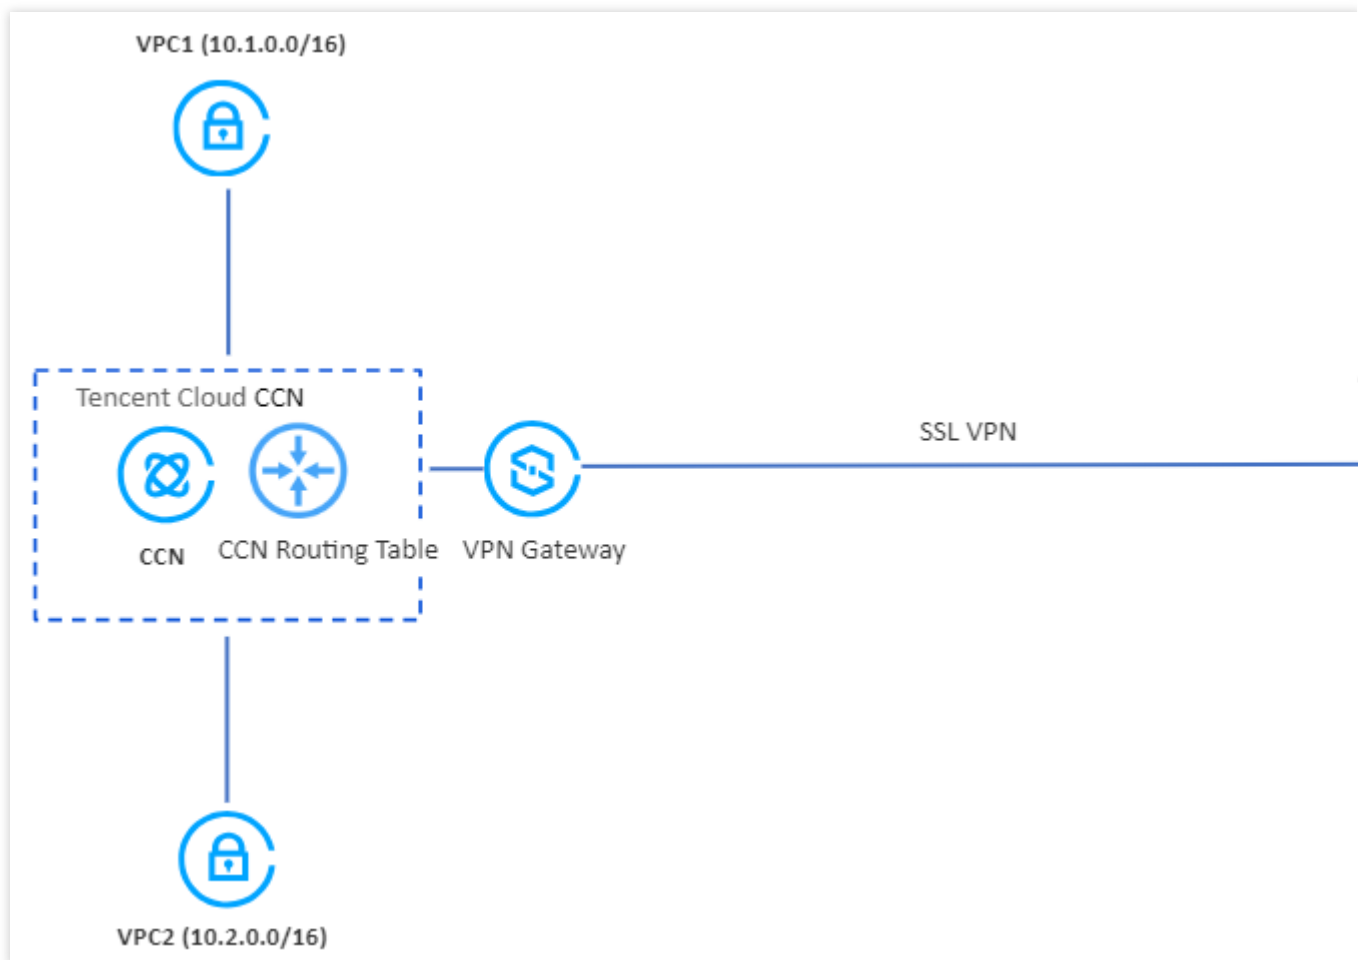 VPC1 (10.1.0.0/16)
Tencent Cloud CCN
SSL VPN
CCN
CCN Routing Table
VPN Gateway
VPC2 (10.2.0.0/16)